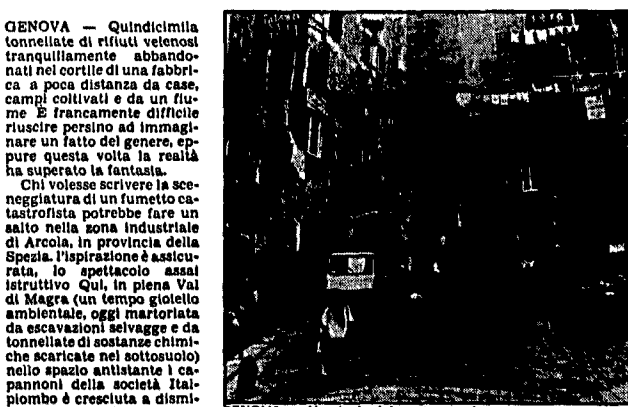 GENOVA — Quindicimila
tonnellate di rifiuti velenosi
tranquillamente abbando-
nati nel cortile di una fabbri-
ca a poca distanza da case,
campi coltivati e da un fiu-
me È francamente difficile
riuscire persino ad immagi-
nare un fatto del genere, ep-
pure questa volta la realtà
ha superato la fantasia.
Chi volesse scrivere la sce-
neggiatura di un fumetto ca-
tastrofista potrebbe fare un
salto nella zona industriale
di Arcola, in provincia della
Spezia. l'ispirazione è assicu-
rata, lo spettacolo assai
istruttivo Qui, in piena Val
di Magra (un tempo gioiello
ambientale, oggi martoriata
da escavazioni selvagge e da
tonnellate di sostanze chimi-
che scaricate nel sottosuolo)
nello spazio antistante i ca-
pannoni della società Ital-
piombo è cresciuta a dismi-